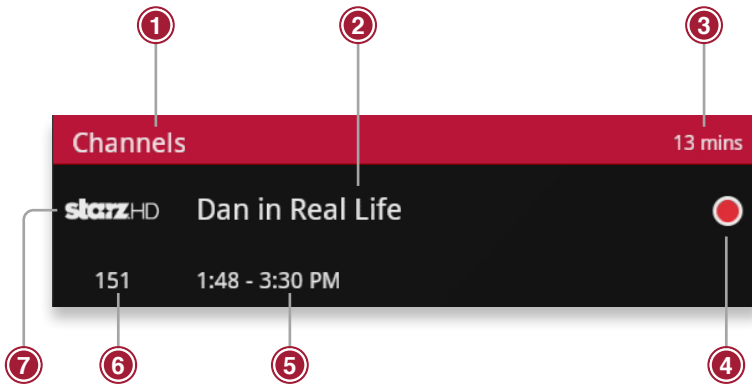 1 2 3
Channels 13 mins
starz HD Dan in Real Life
151 1:48 - 3:30 PM
7 6 5 4